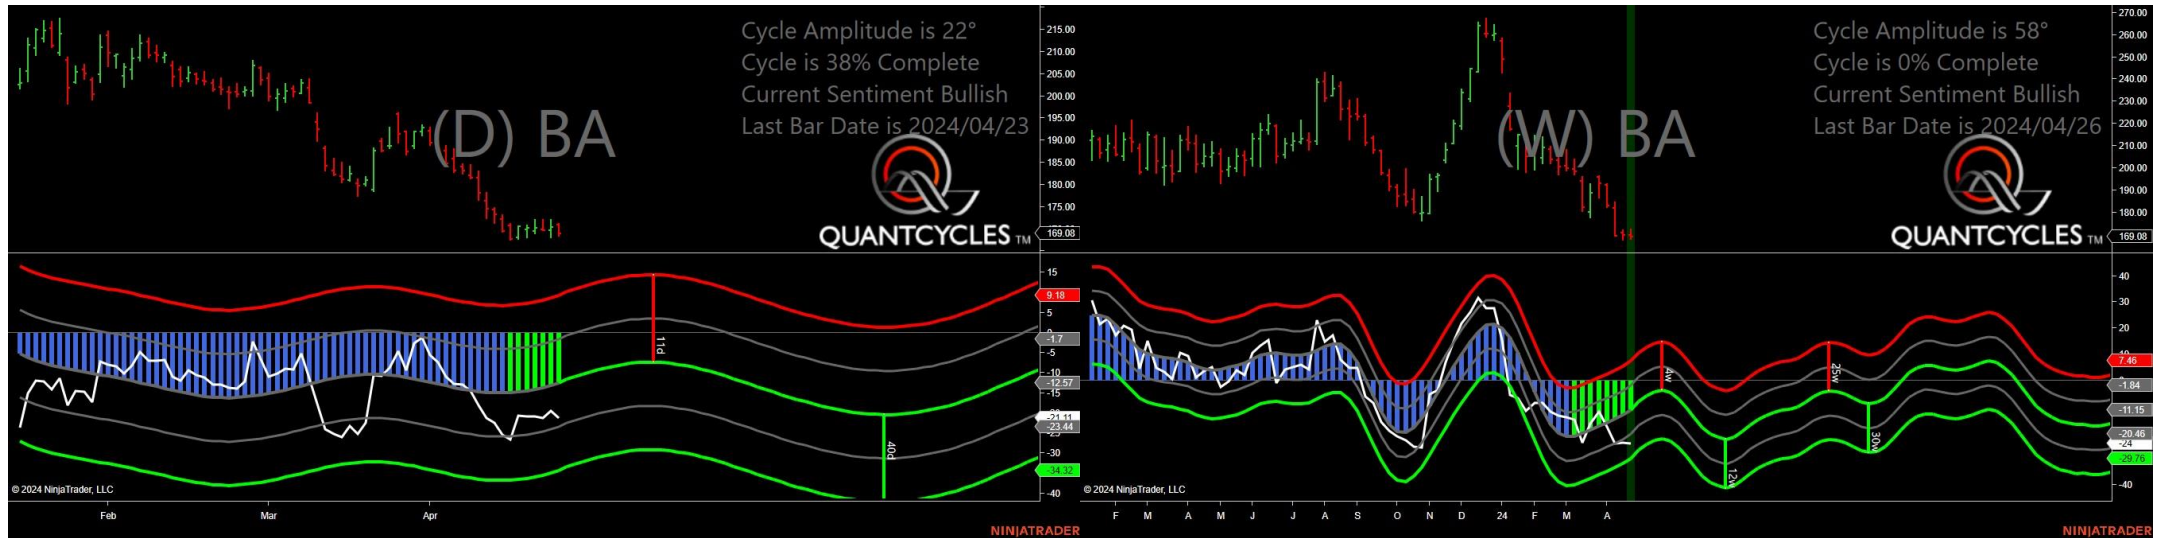 Cycle Amplitude is 22°
Cycle is 38% Complete
Current Sentiment Bullish
Last Bar Date is 2024/04/23
(D) BA
QUANTCYCLES TM
215.00
210.00
205.00
200.00
195.00
190.00
185.00
180.00
175.00
169.08
15
9.18
5
-1.7
-5
-10
-12.57
-15
-21.11
-23.44
-30
-34.32
-40
11d
40d
© 2024 NinjaTrader, LLC
Feb Mar Apr
NINJATRADER
Cycle Amplitude is 58°
Cycle is 0% Complete
Current Sentiment Bullish
Last Bar Date is 2024/04/26
(W) BA
QUANTCYCLES TM
270.00
260.00
250.00
240.00
230.00
220.00
210.00
200.00
190.00
180.00
169.08
40
30
20
7.46
-1.84
-11.15
-20.46
-24
-29.76
-40
4w
12w
25w
30w
© 2024 NinjaTrader, LLC
F M A M J J A S O N D 24 F M A
NINJATRADER